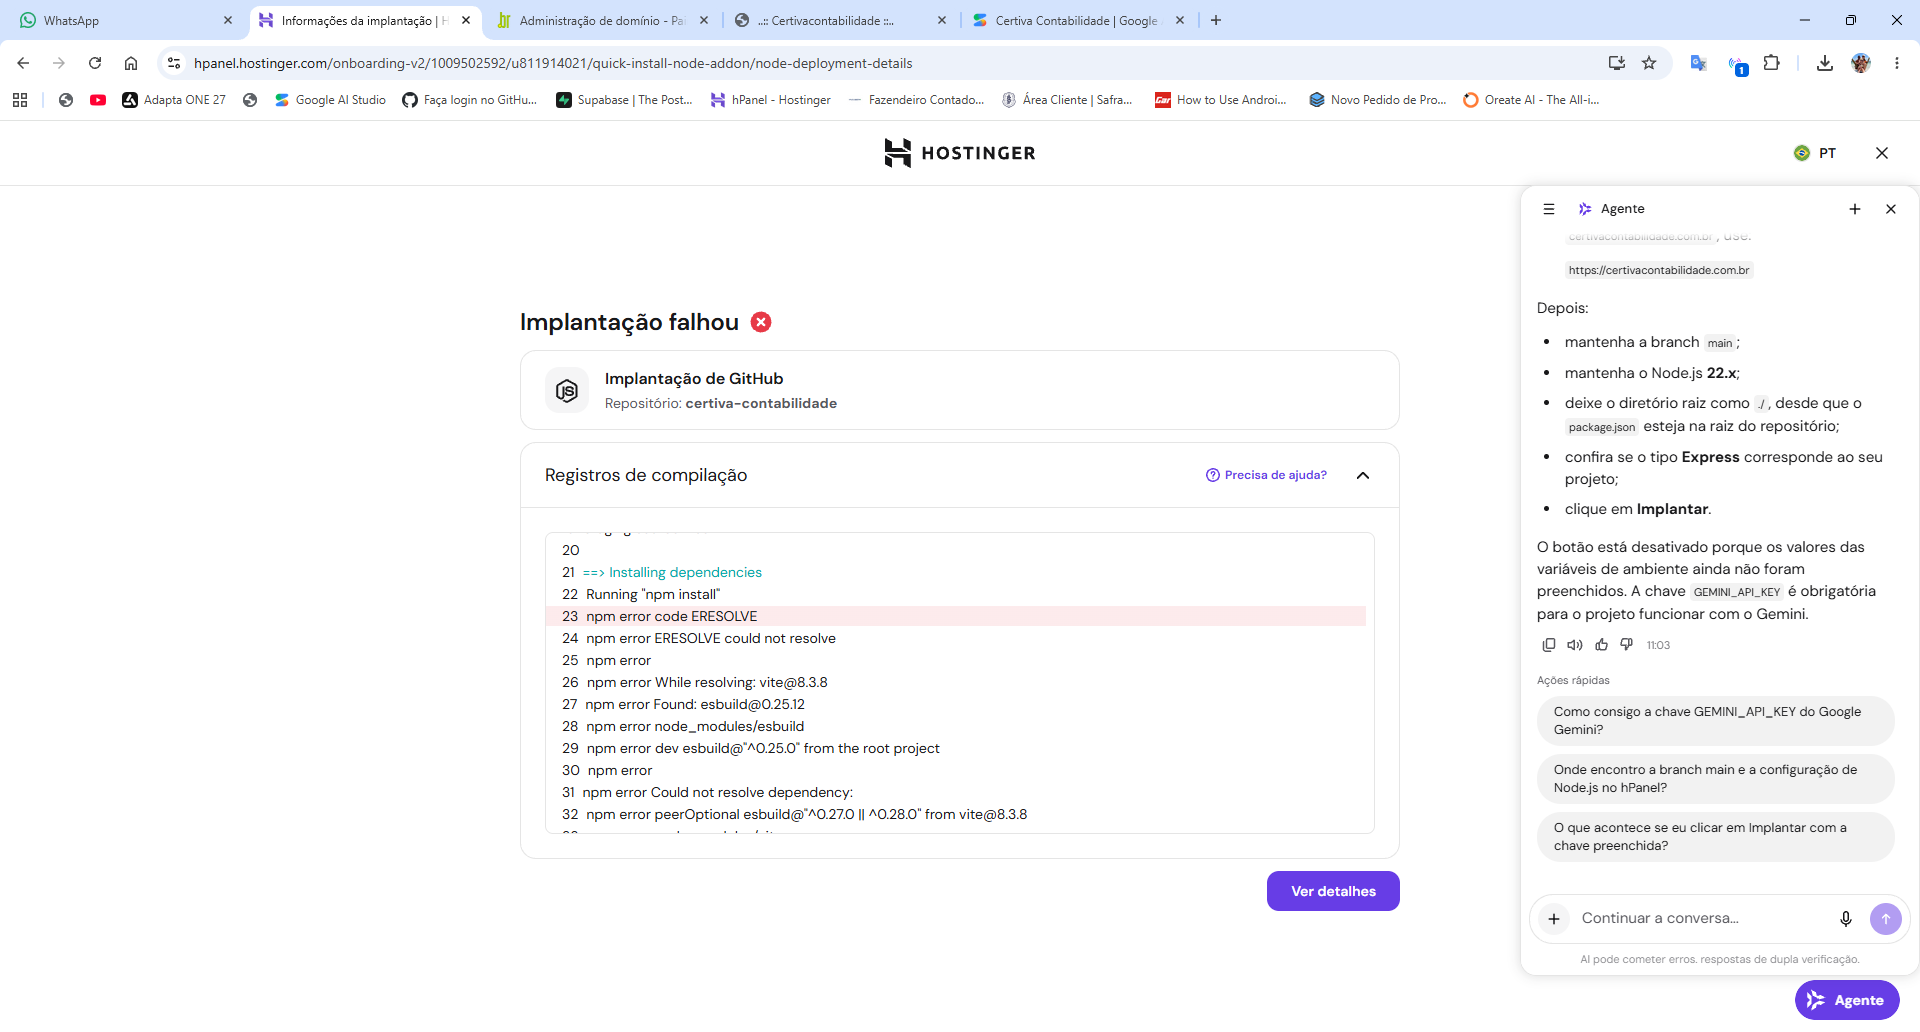 WhatsApp
Informações da implantação | H
Administração de domínio - Pai
..:: Certivacontabilidade ::..
Certiva Contabilidade | Google
hpanel.hostinger.com/onboarding-v2/1009502592/u811914021/quick-install-node-addon/node-deployment-details
1
Adapta ONE 27
Google AI Studio
Faça login no GitHu...
Supabase | The Post...
hPanel - Hostinger
Fazendeiro Contado...
Área Cliente | Safra...
How to Use Androi...
Novo Pedido de Pro...
Oreate AI - The All-i...
HOSTINGER
PT
Implantação falhou
JS
Implantação de GitHub
Repositório: certiva-contabilidade
Registros de compilação
Precisa de ajuda?
20
21 ==> Installing dependencies
22 Running "npm install"
23 npm error code ERESOLVE
24 npm error ERESOLVE could not resolve
25 npm error
26 npm error While resolving: vite@8.3.8
27 npm error Found: esbuild@0.25.12
28 npm error node_modules/esbuild
29 npm error dev esbuild@"^0.25.0" from the root project
30 npm error
31 npm error Could not resolve dependency:
32 npm error peerOptional esbuild@"^0.27.0 || ^0.28.0" from vite@8.3.8
Ver detalhes
Agente
certivacontabilidade.com.br, use:
https://certivacontabilidade.com.br
Depois:
• mantenha a branch main;
• mantenha o Node.js 22.x;
• deixe o diretório raiz como ./, desde que o
package.json esteja na raiz do repositório;
• confira se o tipo Express corresponde ao seu
projeto;
• clique em Implantar.
O botão está desativado porque os valores das
variáveis de ambiente ainda não foram
preenchidos. A chave GEMINI_API_KEY é obrigatória
para o projeto funcionar com o Gemini.
11:03
Ações rápidas
Como consigo a chave GEMINI_API_KEY do Google
Gemini?
Onde encontro a branch main e a configuração de
Node.js no hPanel?
O que acontece se eu clicar em Implantar com a
chave preenchida?
Continuar a conversa...
AI pode cometer erros. respostas de dupla verificação.
Agente